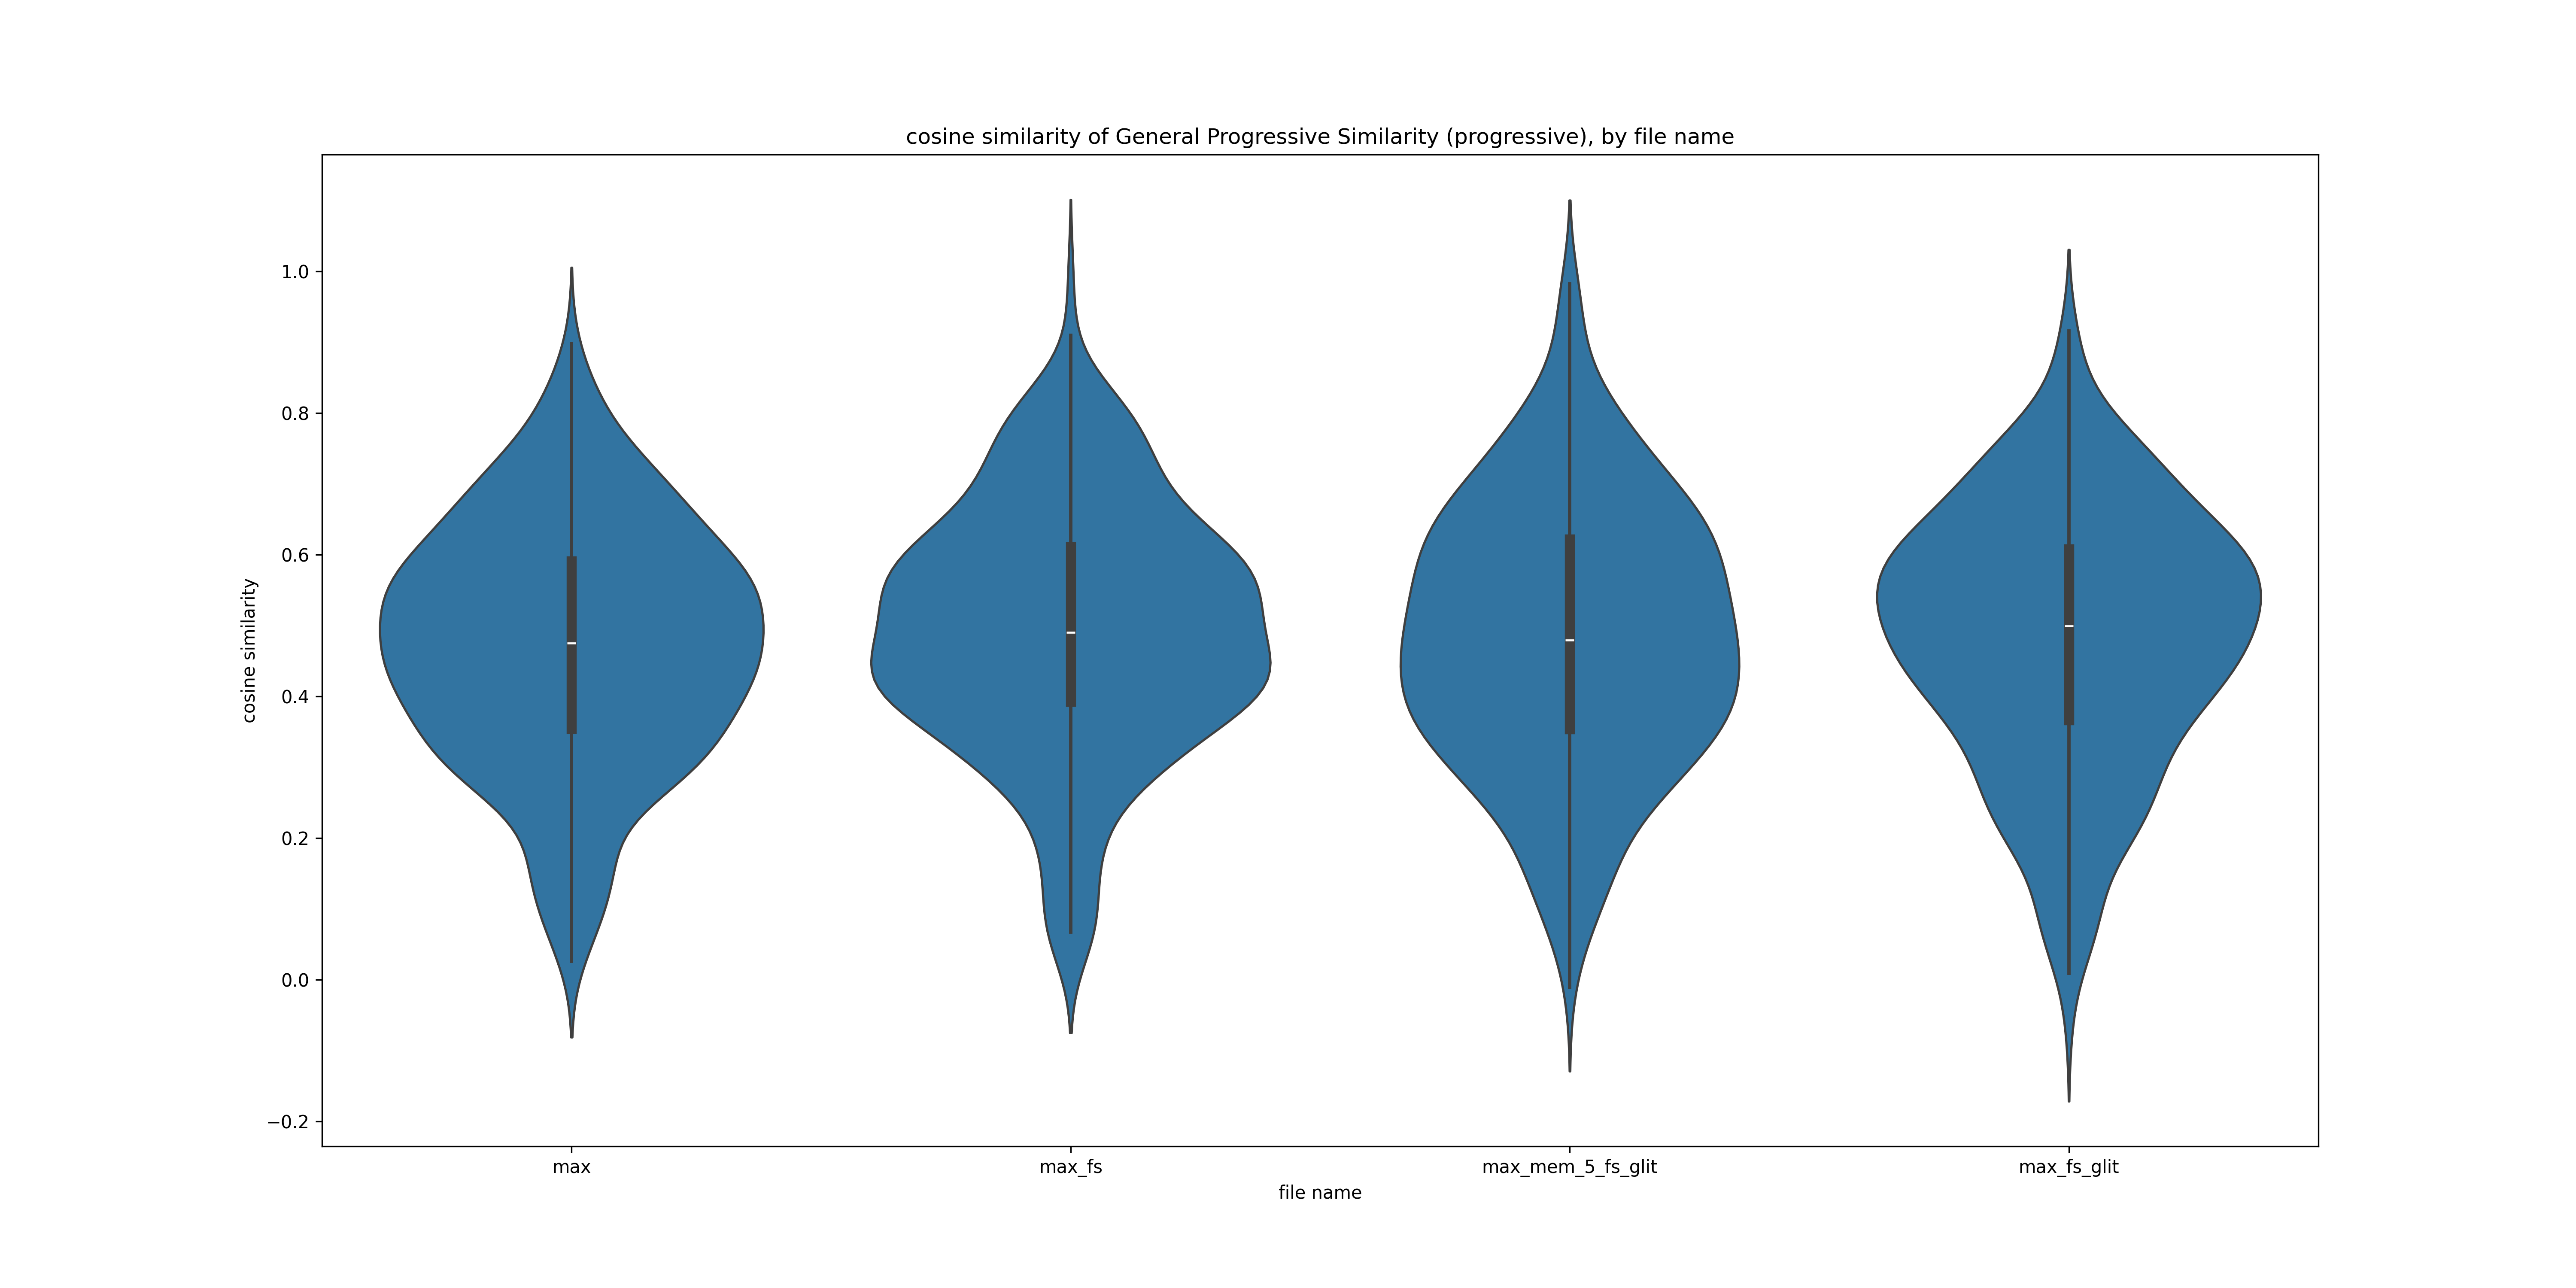 cosine similarity of General Progressive Similarity (progressive), by file name
cosine similarity
1.0
0.8
0.6
0.4
0.2
0.0
−0.2
max
max_fs
max_mem_5_fs_glit
max_fs_glit
file name